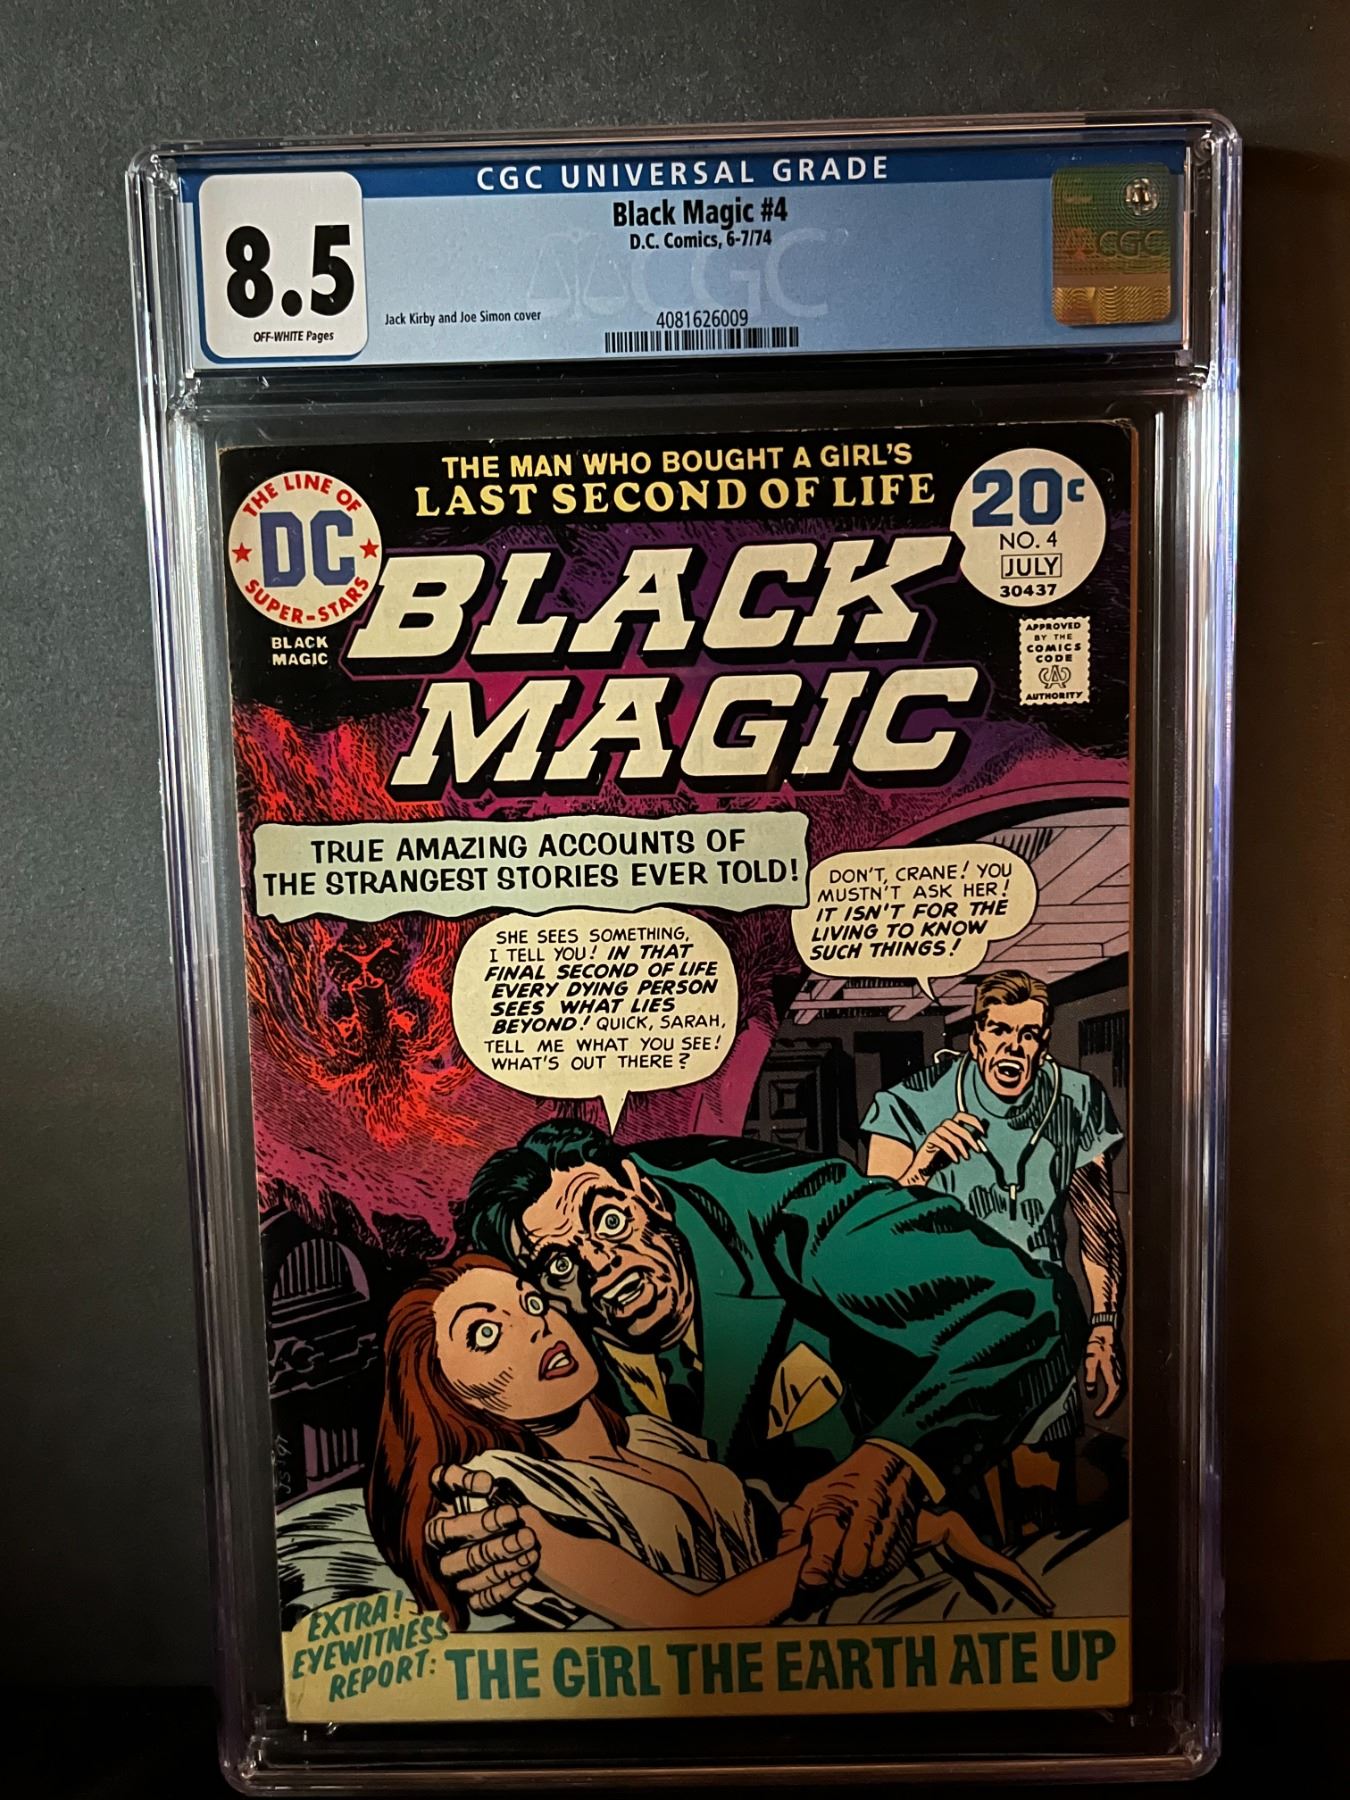 CGC UNIVERSAL GRADE
8.5
OFF-WHITE Pages
Black Magic #4
D.C. Comics, 6-7/74
CGC
CGC
Jack Kirby and Joe Simon cover
4081626009
THE MAN WHO BOUGHT A GIRL'S
LAST SECOND OF LIFE
THE LINE OF
DC
SUPER-STARS
BLACK
MAGIC
20c
NO. 4
JULY
30437
APPROVED
BY THE
COMICS
CODE
AUTHORITY
BLACK
MAGIC
TRUE AMAZING ACCOUNTS OF
THE STRANGEST STORIES EVER TOLD!
DON'T, CRANE! YOU
MUSTN'T ASK HER!
IT ISN'T FOR THE
LIVING TO KNOW
SUCH THINGS!
SHE SEES SOMETHING,
I TELL YOU! IN THAT
FINAL SECOND OF LIFE
EVERY DYING PERSON
SEES WHAT LIES
BEYOND! QUICK, SARAH,
TELL ME WHAT YOU SEE!
WHAT'S OUT THERE?
EXTRA!
EYEWITNESS
REPORT:
THE GiRL THE EARTH ATE UP